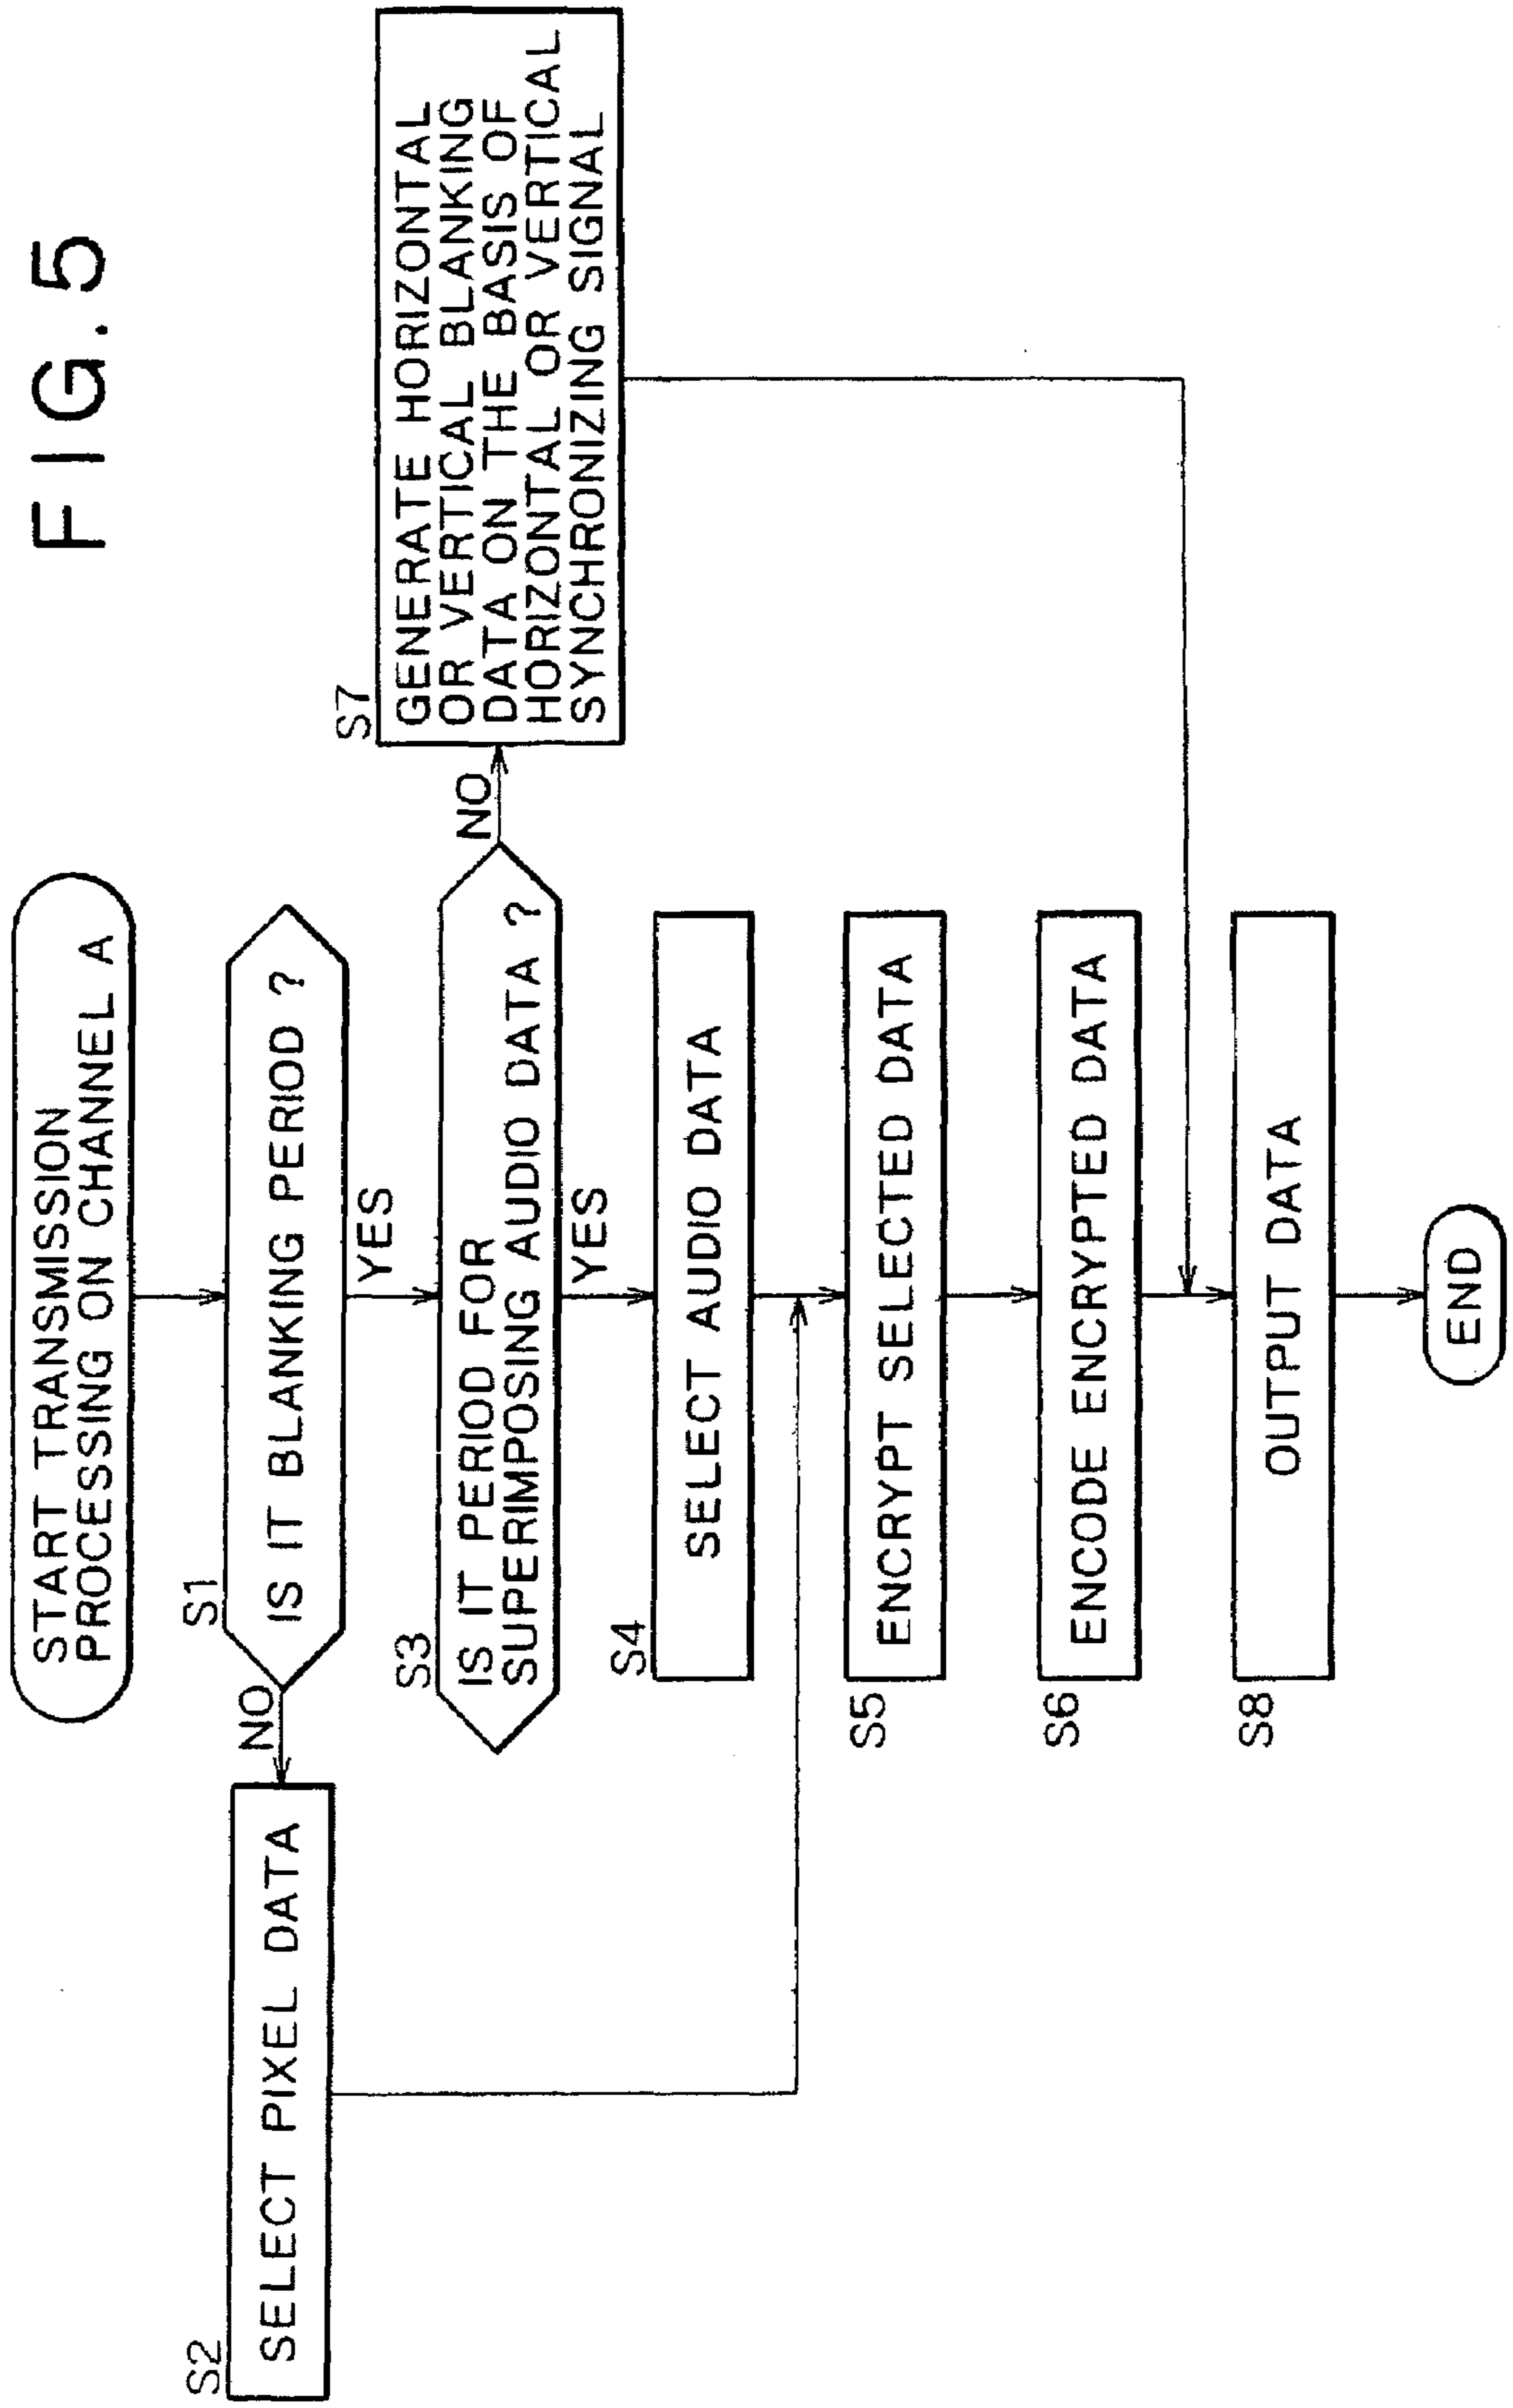 FIG.5
START TRANSMISSION
PROCESSING ON CHANNEL A
S1
IS IT BLANKING PERIOD ?
NO
YES
S2
SELECT PIXEL DATA
S3
IS IT PERIOD FOR
SUPERIMPOSING AUDIO DATA ?
NO
YES
S7
GENERATE HORIZONTAL
OR VERTICAL BLANKING
DATA ON THE BASIS OF
HORIZONTAL OR VERTICAL
SYNCHRONIZING SIGNAL
S4
SELECT AUDIO DATA
S5
ENCRYPT SELECTED DATA
S6
ENCODE ENCRYPTED DATA
S8
OUTPUT DATA
END